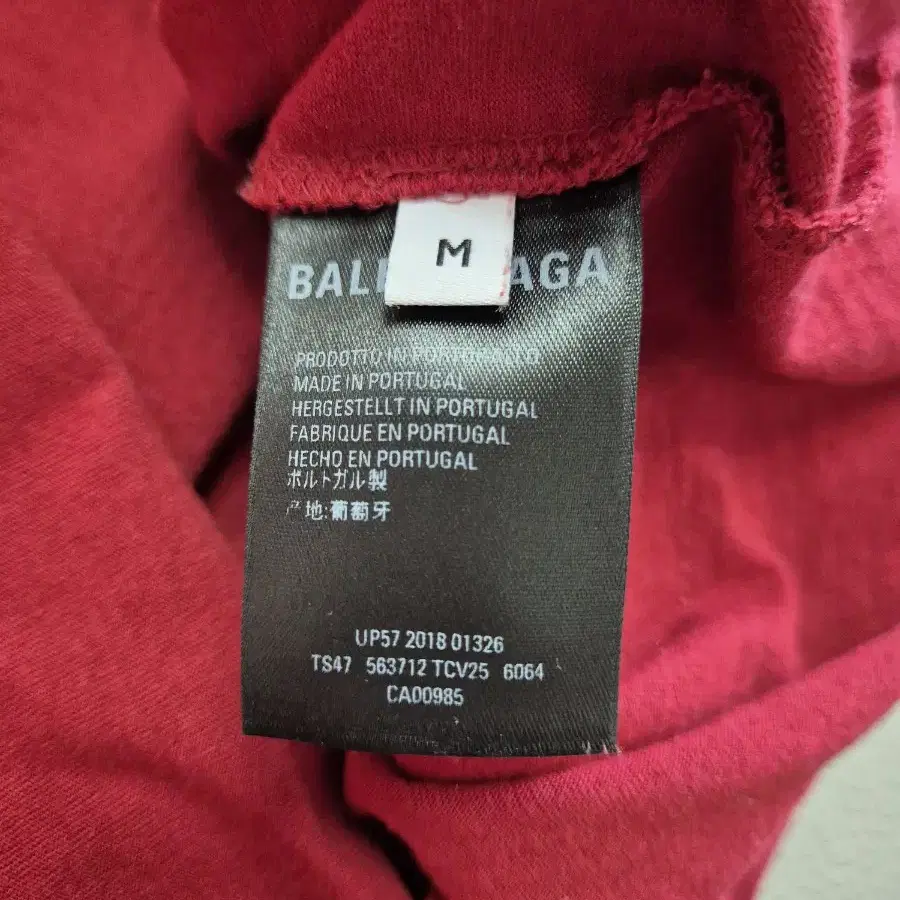 M
BAL AGA
PRODOTTO IN PORTOGALLO
MADE IN PORTUGAL
HERGESTELLT IN PORTUGAL
FABRIQUE EN PORTUGAL
HECHO EN PORTUGAL
ポルトガル製
产地:葡萄牙
UP57 2018 01326
TS47 563712 TCV25 6064
CA00985